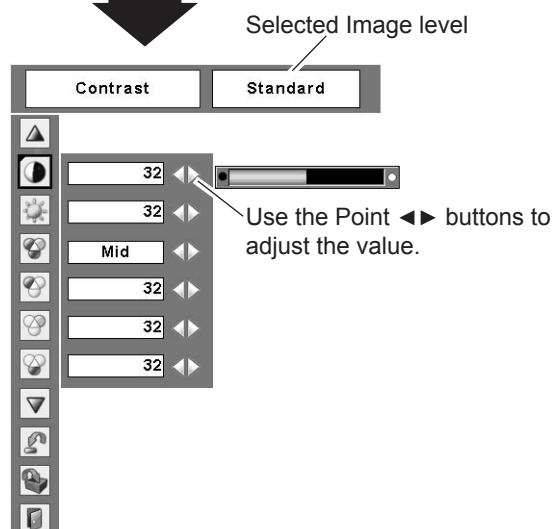 Selected Image level
Contrast Standard
32
32
Use the Point ◄► buttons to
adjust the value.
Mid
32
32
32